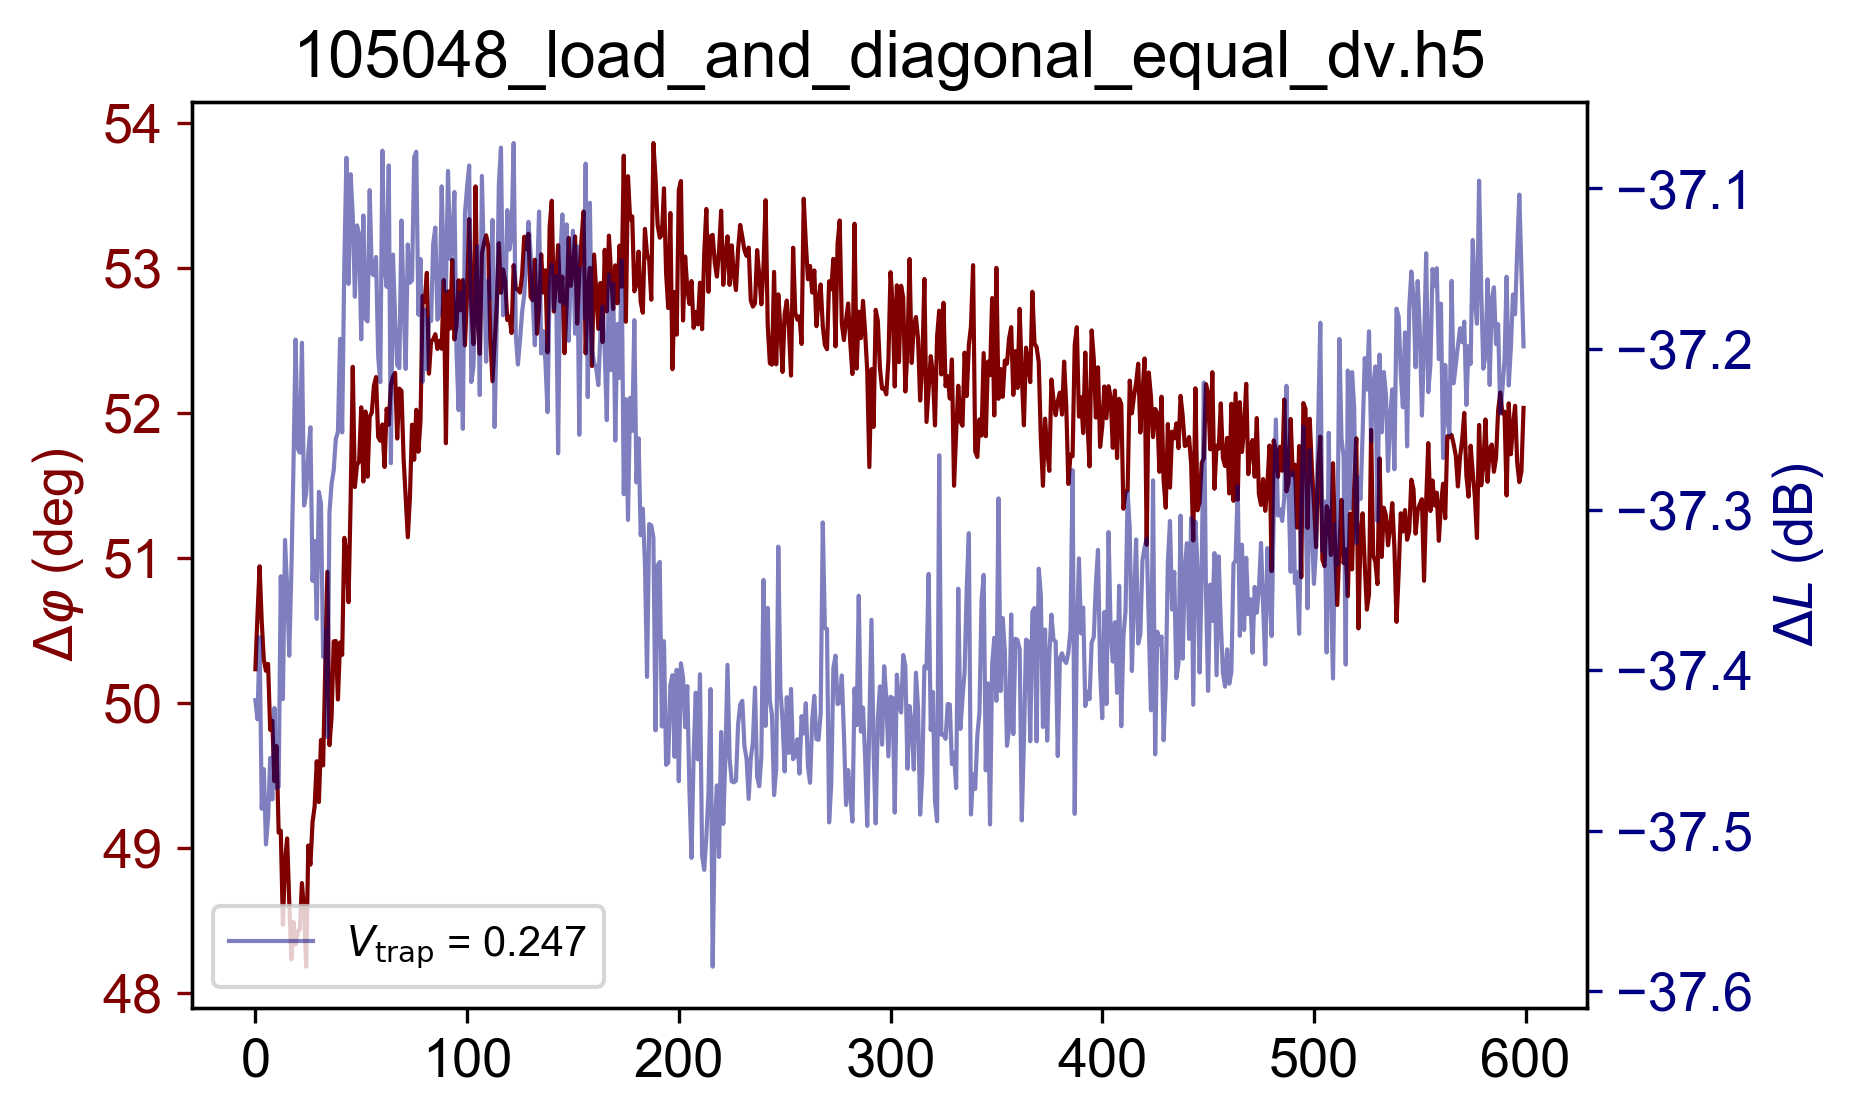 105048_load_and_diagonal_equal_dv.h5
54
53
52
51
50
49
48
Δφ (deg)
−37.1
−37.2
−37.3
−37.4
−37.5
−37.6
ΔL (dB)
V_trap = 0.247
0 100 200 300 400 500 600